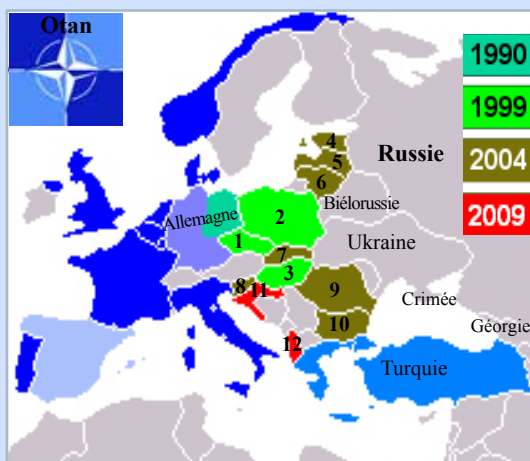 Otan
1990
1999
2004
2009
4
5
6
Russie
Biélorussie
Allemagne
2
1
Ukraine
7
3
8
11
9
Crimée
10
Géorgie
12
Turquie